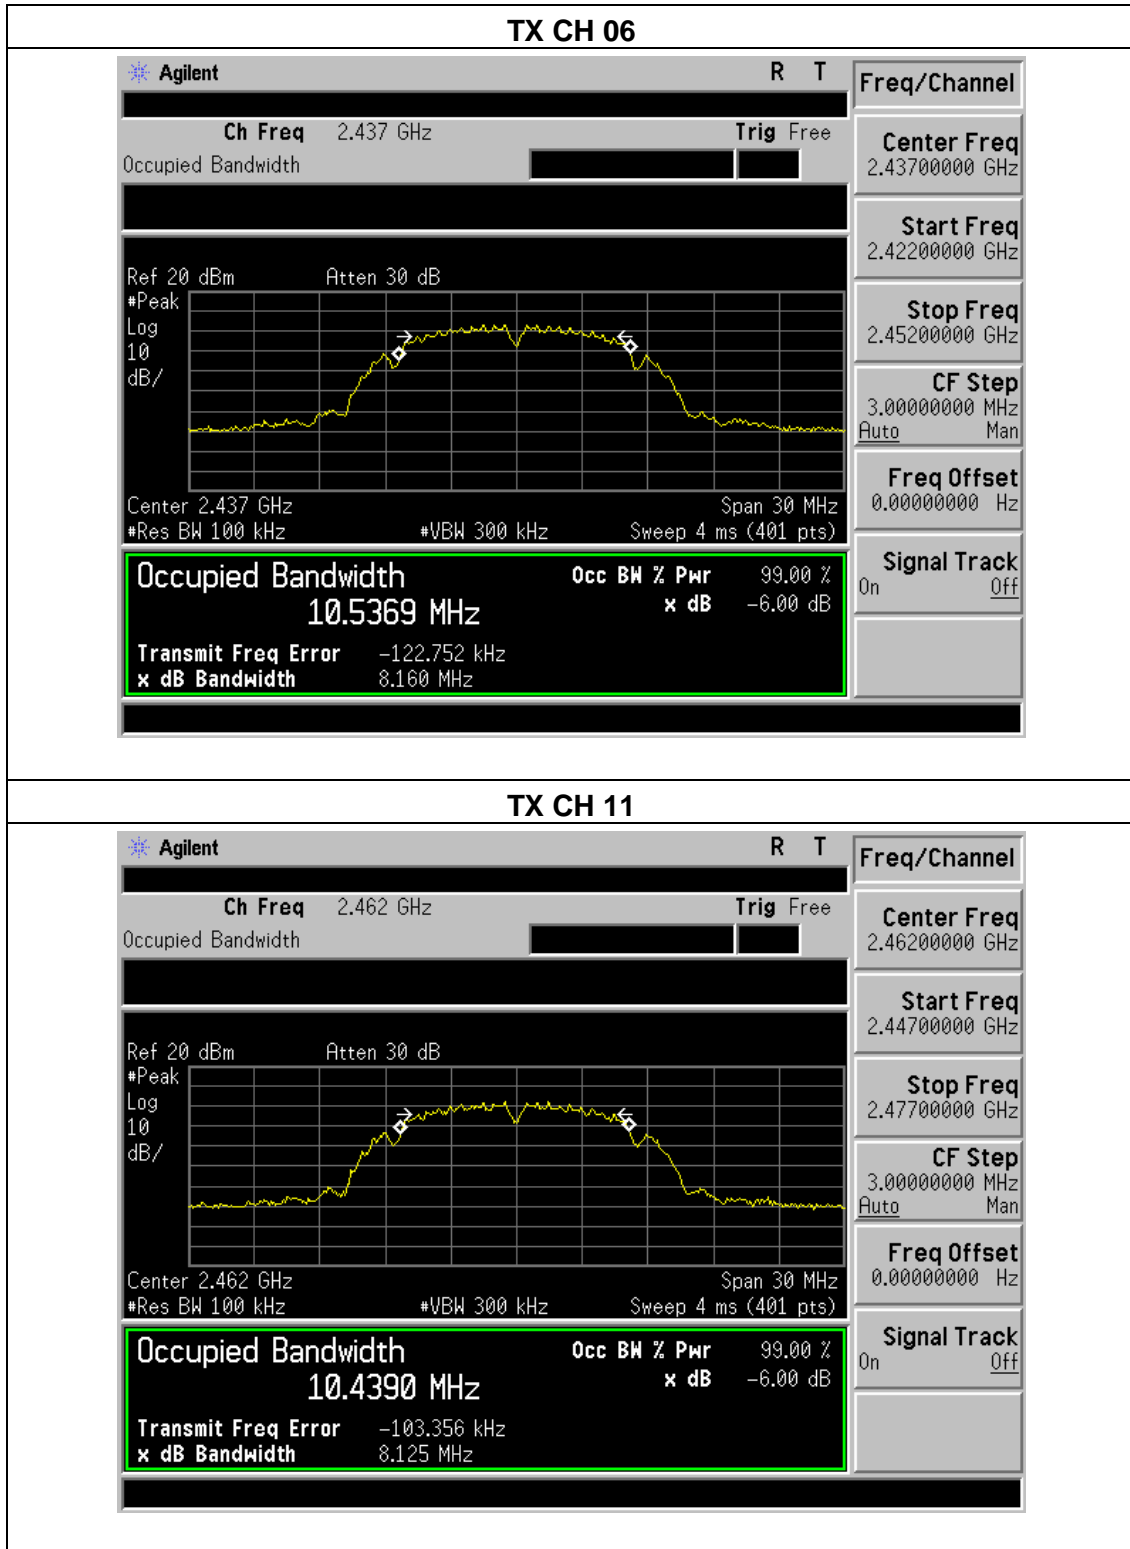 TX CH 06
Agilent R T
Freq/Channel
Ch Freq 2.437 GHz Trig Free
Occupied Bandwidth
Center Freq
2.43700000 GHz
Start Freq
2.42200000 GHz
Stop Freq
2.45200000 GHz
CF Step
3.00000000 MHz
Auto Man
Freq Offset
0.00000000 Hz
Signal Track
On Off
Ref 20 dBm Atten 30 dB
#Peak
Log
10
dB/
Center 2.437 GHz Span 30 MHz
#Res BW 100 kHz #VBW 300 kHz Sweep 4 ms (401 pts)
Occupied Bandwidth Occ BW % Pwr 99.00 %
10.5369 MHz x dB -6.00 dB
Transmit Freq Error -122.752 kHz
x dB Bandwidth 8.160 MHz
TX CH 11
Agilent R T
Freq/Channel
Ch Freq 2.462 GHz Trig Free
Occupied Bandwidth
Center Freq
2.46200000 GHz
Start Freq
2.44700000 GHz
Stop Freq
2.47700000 GHz
CF Step
3.00000000 MHz
Auto Man
Freq Offset
0.00000000 Hz
Signal Track
On Off
Ref 20 dBm Atten 30 dB
#Peak
Log
10
dB/
Center 2.462 GHz Span 30 MHz
#Res BW 100 kHz #VBW 300 kHz Sweep 4 ms (401 pts)
Occupied Bandwidth Occ BW % Pwr 99.00 %
10.4390 MHz x dB -6.00 dB
Transmit Freq Error -103.356 kHz
x dB Bandwidth 8.125 MHz